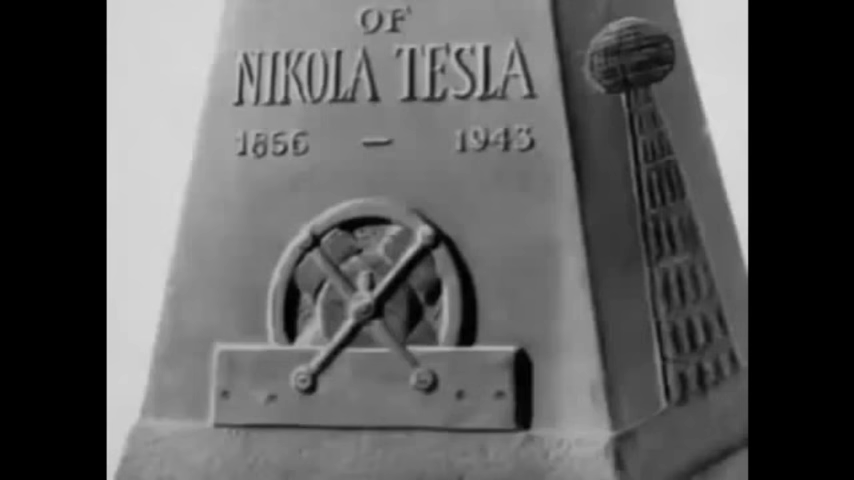 OF
NIKOLA TESLA
1856 — 1943